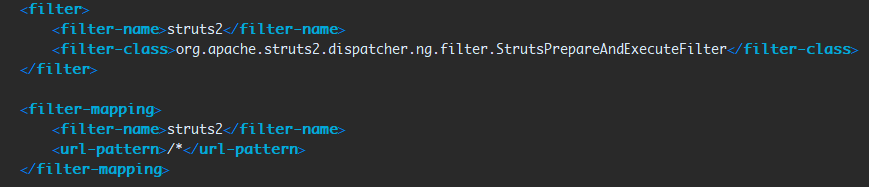 <filter>
    <filter-name>struts2</filter-name>
    <filter-class>org.apache.struts2.dispatcher.ng.filter.StrutsPrepareAndExecuteFilter</filter-class>
</filter>

<filter-mapping>
    <filter-name>struts2</filter-name>
    <url-pattern>/*</url-pattern>
</filter-mapping>